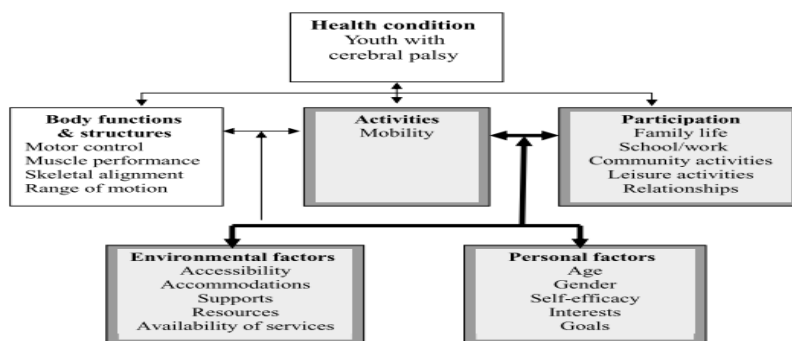 Health condition
Youth with
cerebral palsy
Body functions
& structures
Motor control
Muscle performance
Skeletal alignment
Range of motion
Activities
Mobility
Participation
Family life
School/work
Community activities
Leisure activities
Relationships
Environmental factors
Accessibility
Accommodations
Supports
Resources
Availability of services
Personal factors
Age
Gender
Self-efficacy
Interests
Goals